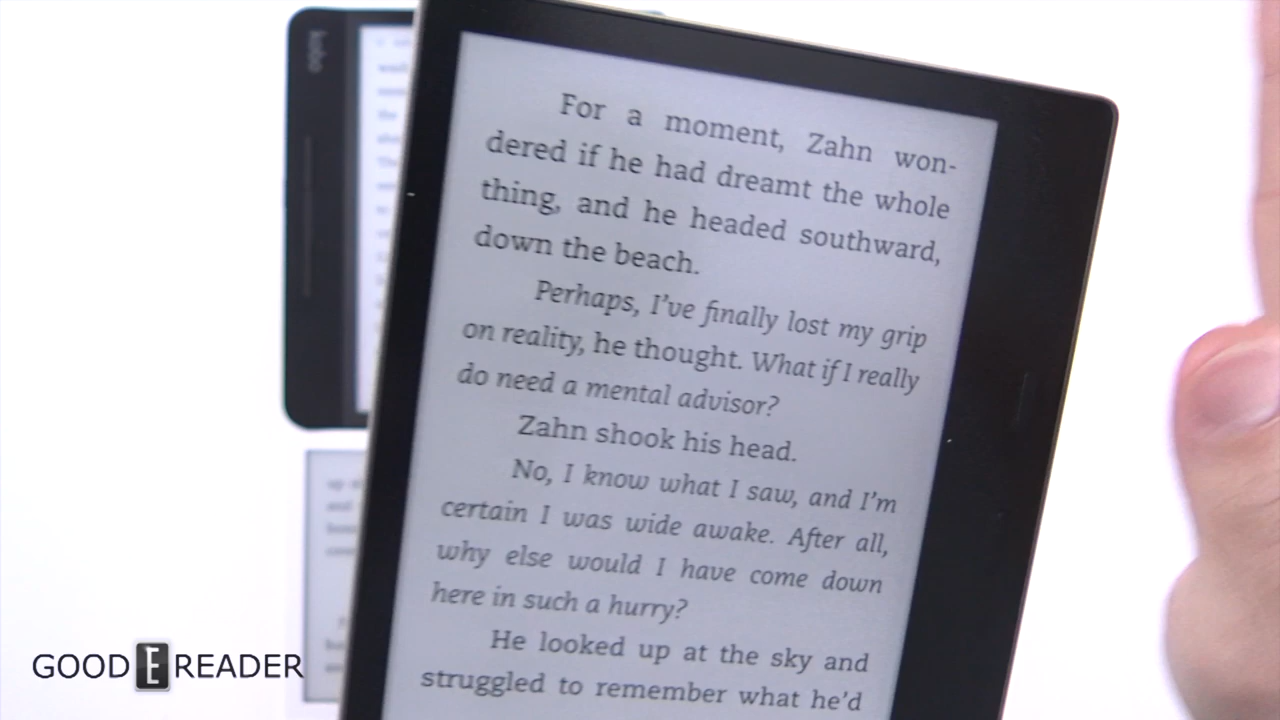 kobo
For a moment, Zahn won-
dered if he had dreamt the whole
thing, and he headed southward,
down the beach.
Perhaps, I've finally lost my grip
on reality, he thought. What if I really
do need a mental advisor?
Zahn shook his head.
No, I know what I saw, and I'm
certain I was wide awake. After all,
why else would I have come down
here in such a hurry?
He looked up at the sky and
struggled to remember what he'd
GOOD E READER